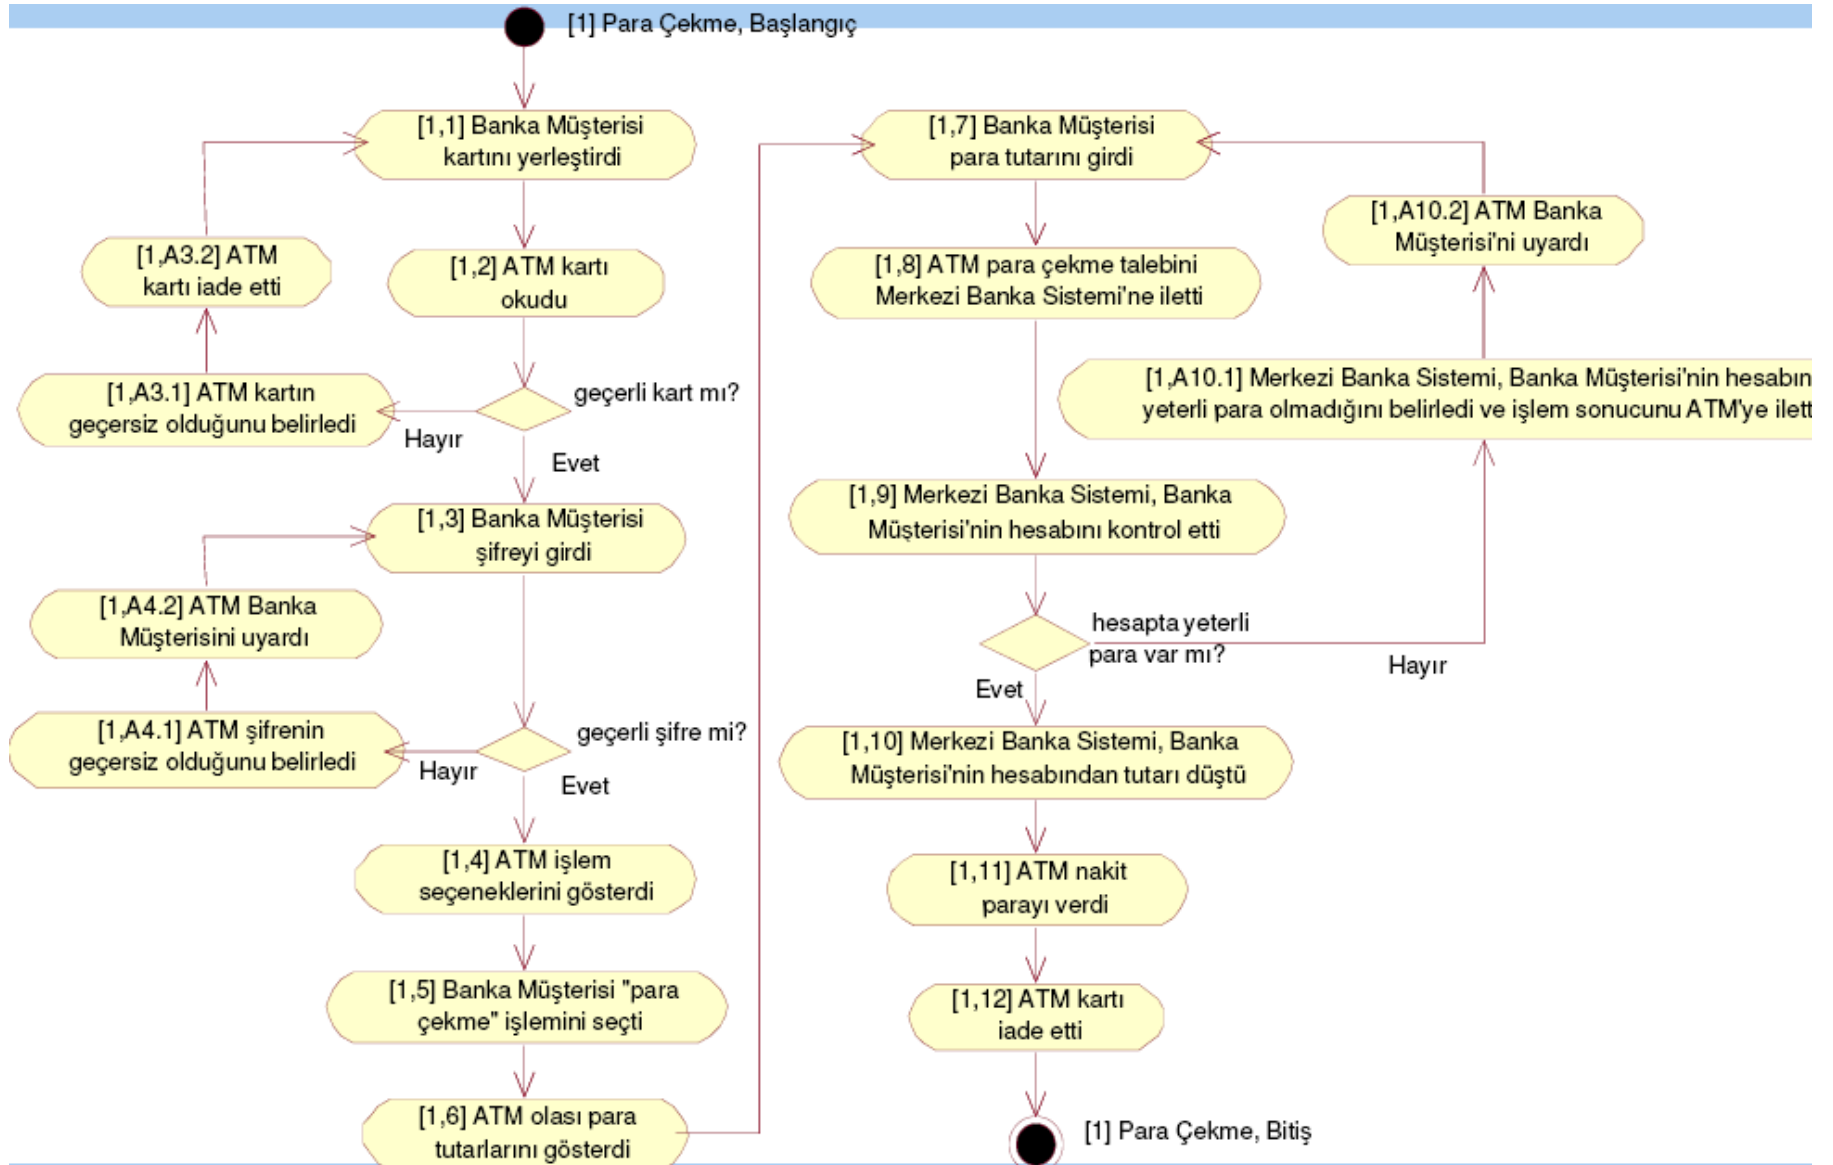 [1] Para Çekme, Başlangıç
[1,1] Banka Müşterisi
kartını yerleştirdi
[1,A3.2] ATM
kartı iade etti
[1,2] ATM kartı
okudu
geçerli kart mı?
[1,A3.1] ATM kartın
geçersiz olduğunu belirledi
Hayır
Evet
[1,3] Banka Müşterisi
şifreyi girdi
[1,A4.2] ATM Banka
Müşterisini uyardı
geçerli şifre mi?
[1,A4.1] ATM şifrenin
geçersiz olduğunu belirledi
Hayır
Evet
[1,4] ATM işlem
seçeneklerini gösterdi
[1,5] Banka Müşterisi "para
çekme" işlemini seçti
[1,6] ATM olası para
tutarlarını gösterdi
[1,7] Banka Müşterisi
para tutarını girdi
[1,A10.2] ATM Banka
Müşterisi'ni uyardı
[1,8] ATM para çekme talebini
Merkezi Banka Sistemi'ne iletti
[1,A10.1] Merkezi Banka Sistemi, Banka Müşterisi'nin hesabın
yeterli para olmadığını belirledi ve işlem sonucunu ATM'ye ilett
[1,9] Merkezi Banka Sistemi, Banka
Müşterisi'nin hesabını kontrol etti
hesapta yeterli
para var mı?
Hayır
Evet
[1,10] Merkezi Banka Sistemi, Banka
Müşterisi'nin hesabından tutarı düştü
[1,11] ATM nakit
parayı verdi
[1,12] ATM kartı
iade etti
[1] Para Çekme, Bitiş